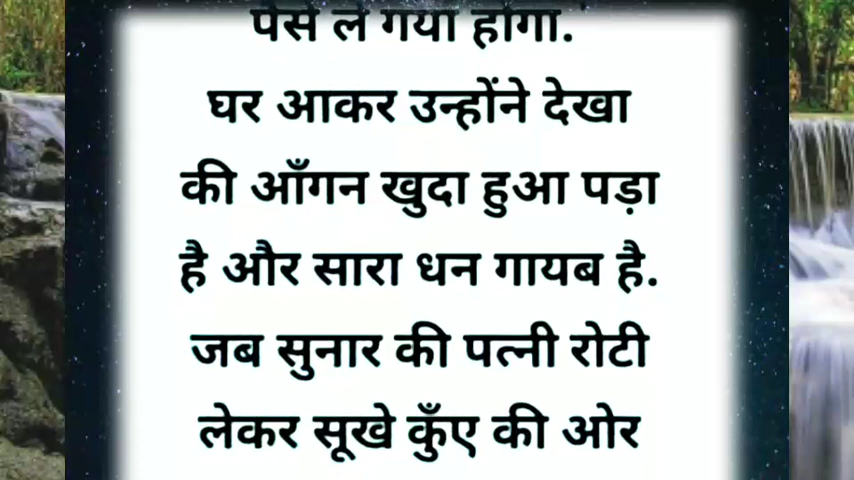 पैसे ले गया होगा.
घर आकर उन्होंने देखा
की आँगन खुदा हुआ पड़ा
है और सारा धन गायब है.
जब सुनार की पत्नी रोटी
लेकर सूखे कुँए की ओर